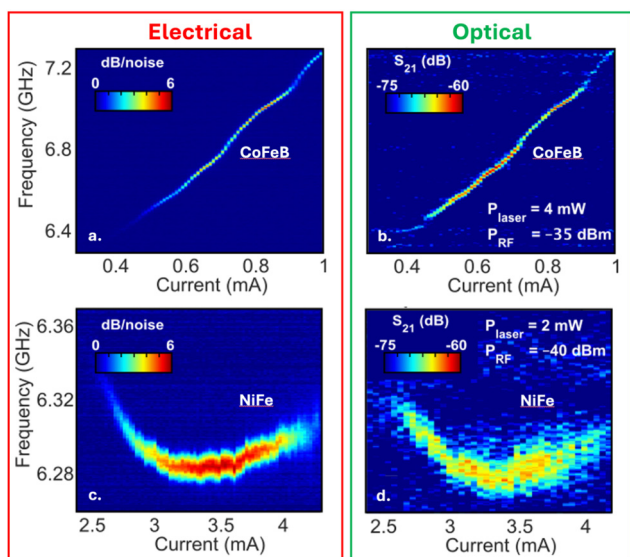 Electrical
Optical
dB/noise
0 6
7.2
6.8
6.4
Frequency (GHz)
CoFeB
a.
0.4 0.6 0.8 1
Current (mA)
S21 (dB)
-75 -60
CoFeB
Plaser = 4 mW
PRF = −35 dBm
b.
0.4 0.6 0.8 1
Current (mA)
dB/noise
0 6
6.36
6.32
6.28
Frequency (GHz)
NiFe
c.
2.5 3 3.5 4
Current (mA)
S21 (dB)
-75 -60
Plaser = 2 mW
PRF = −40 dBm
NiFe
d.
2.5 3 3.5 4
Current (mA)